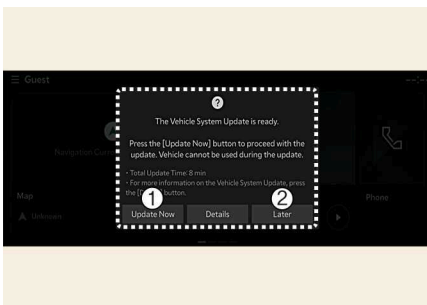 ☰ Guest
?
The Vehicle System Update is ready.
Press the [Update Now] button to proceed with the
update. Vehicle cannot be used during the update.
• Total Update Time: 8 min
• For more information on the Vehicle System Update, press
the [D button.
1
2
Update Now Details Later
Map
Unknown
Phone